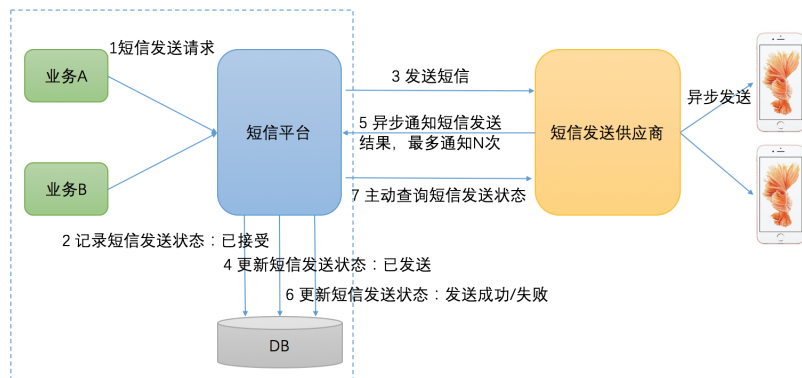 1短信发送请求
业务A
3 发送短信
异步发送
短信平台
5 异步通知短信发送
结果，最多通知N次
短信发送供应商
业务B
7 主动查询短信发送状态
2 记录短信发送状态：已接受
4 更新短信发送状态：已发送
6 更新短信发送状态：发送成功/失败
DB